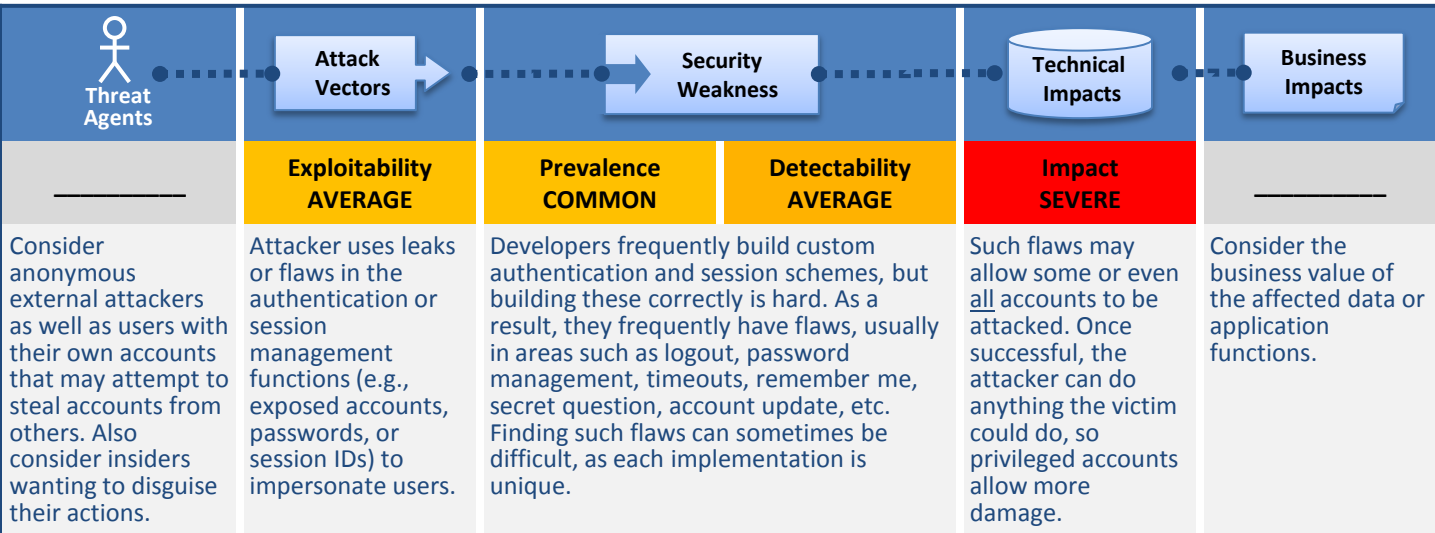 Threat
Agents
Attack
Vectors
Security
Weakness
Technical
Impacts
Business
Impacts
__________
Exploitability
AVERAGE
Prevalence
COMMON
Detectability
AVERAGE
Impact
SEVERE
__________
Consider
anonymous
external attackers
as well as users with
their own accounts
that may attempt to
steal accounts from
others. Also
consider insiders
wanting to disguise
their actions.
Attacker uses leaks
or flaws in the
authentication or
session
management
functions (e.g.,
exposed accounts,
passwords, or
session IDs) to
impersonate users.
Developers frequently build custom
authentication and session schemes, but
building these correctly is hard. As a
result, they frequently have flaws, usually
in areas such as logout, password
management, timeouts, remember me,
secret question, account update, etc.
Finding such flaws can sometimes be
difficult, as each implementation is
unique.
Such flaws may
allow some or even
all accounts to be
attacked. Once
successful, the
attacker can do
anything the victim
could do, so
privileged accounts
allow more
damage.
Consider the
business value of
the affected data or
application
functions.